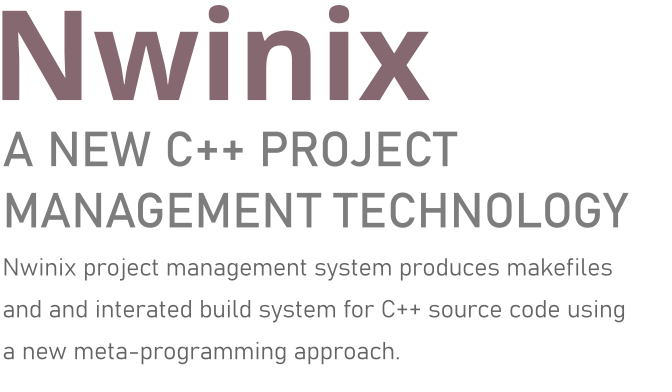 Nwinix
A NEW C++ PROJECT
MANAGEMENT TECHNOLOGY
Nwinix project management system produces makefiles
and and interated build system for C++ source code using
a new meta-programming approach.